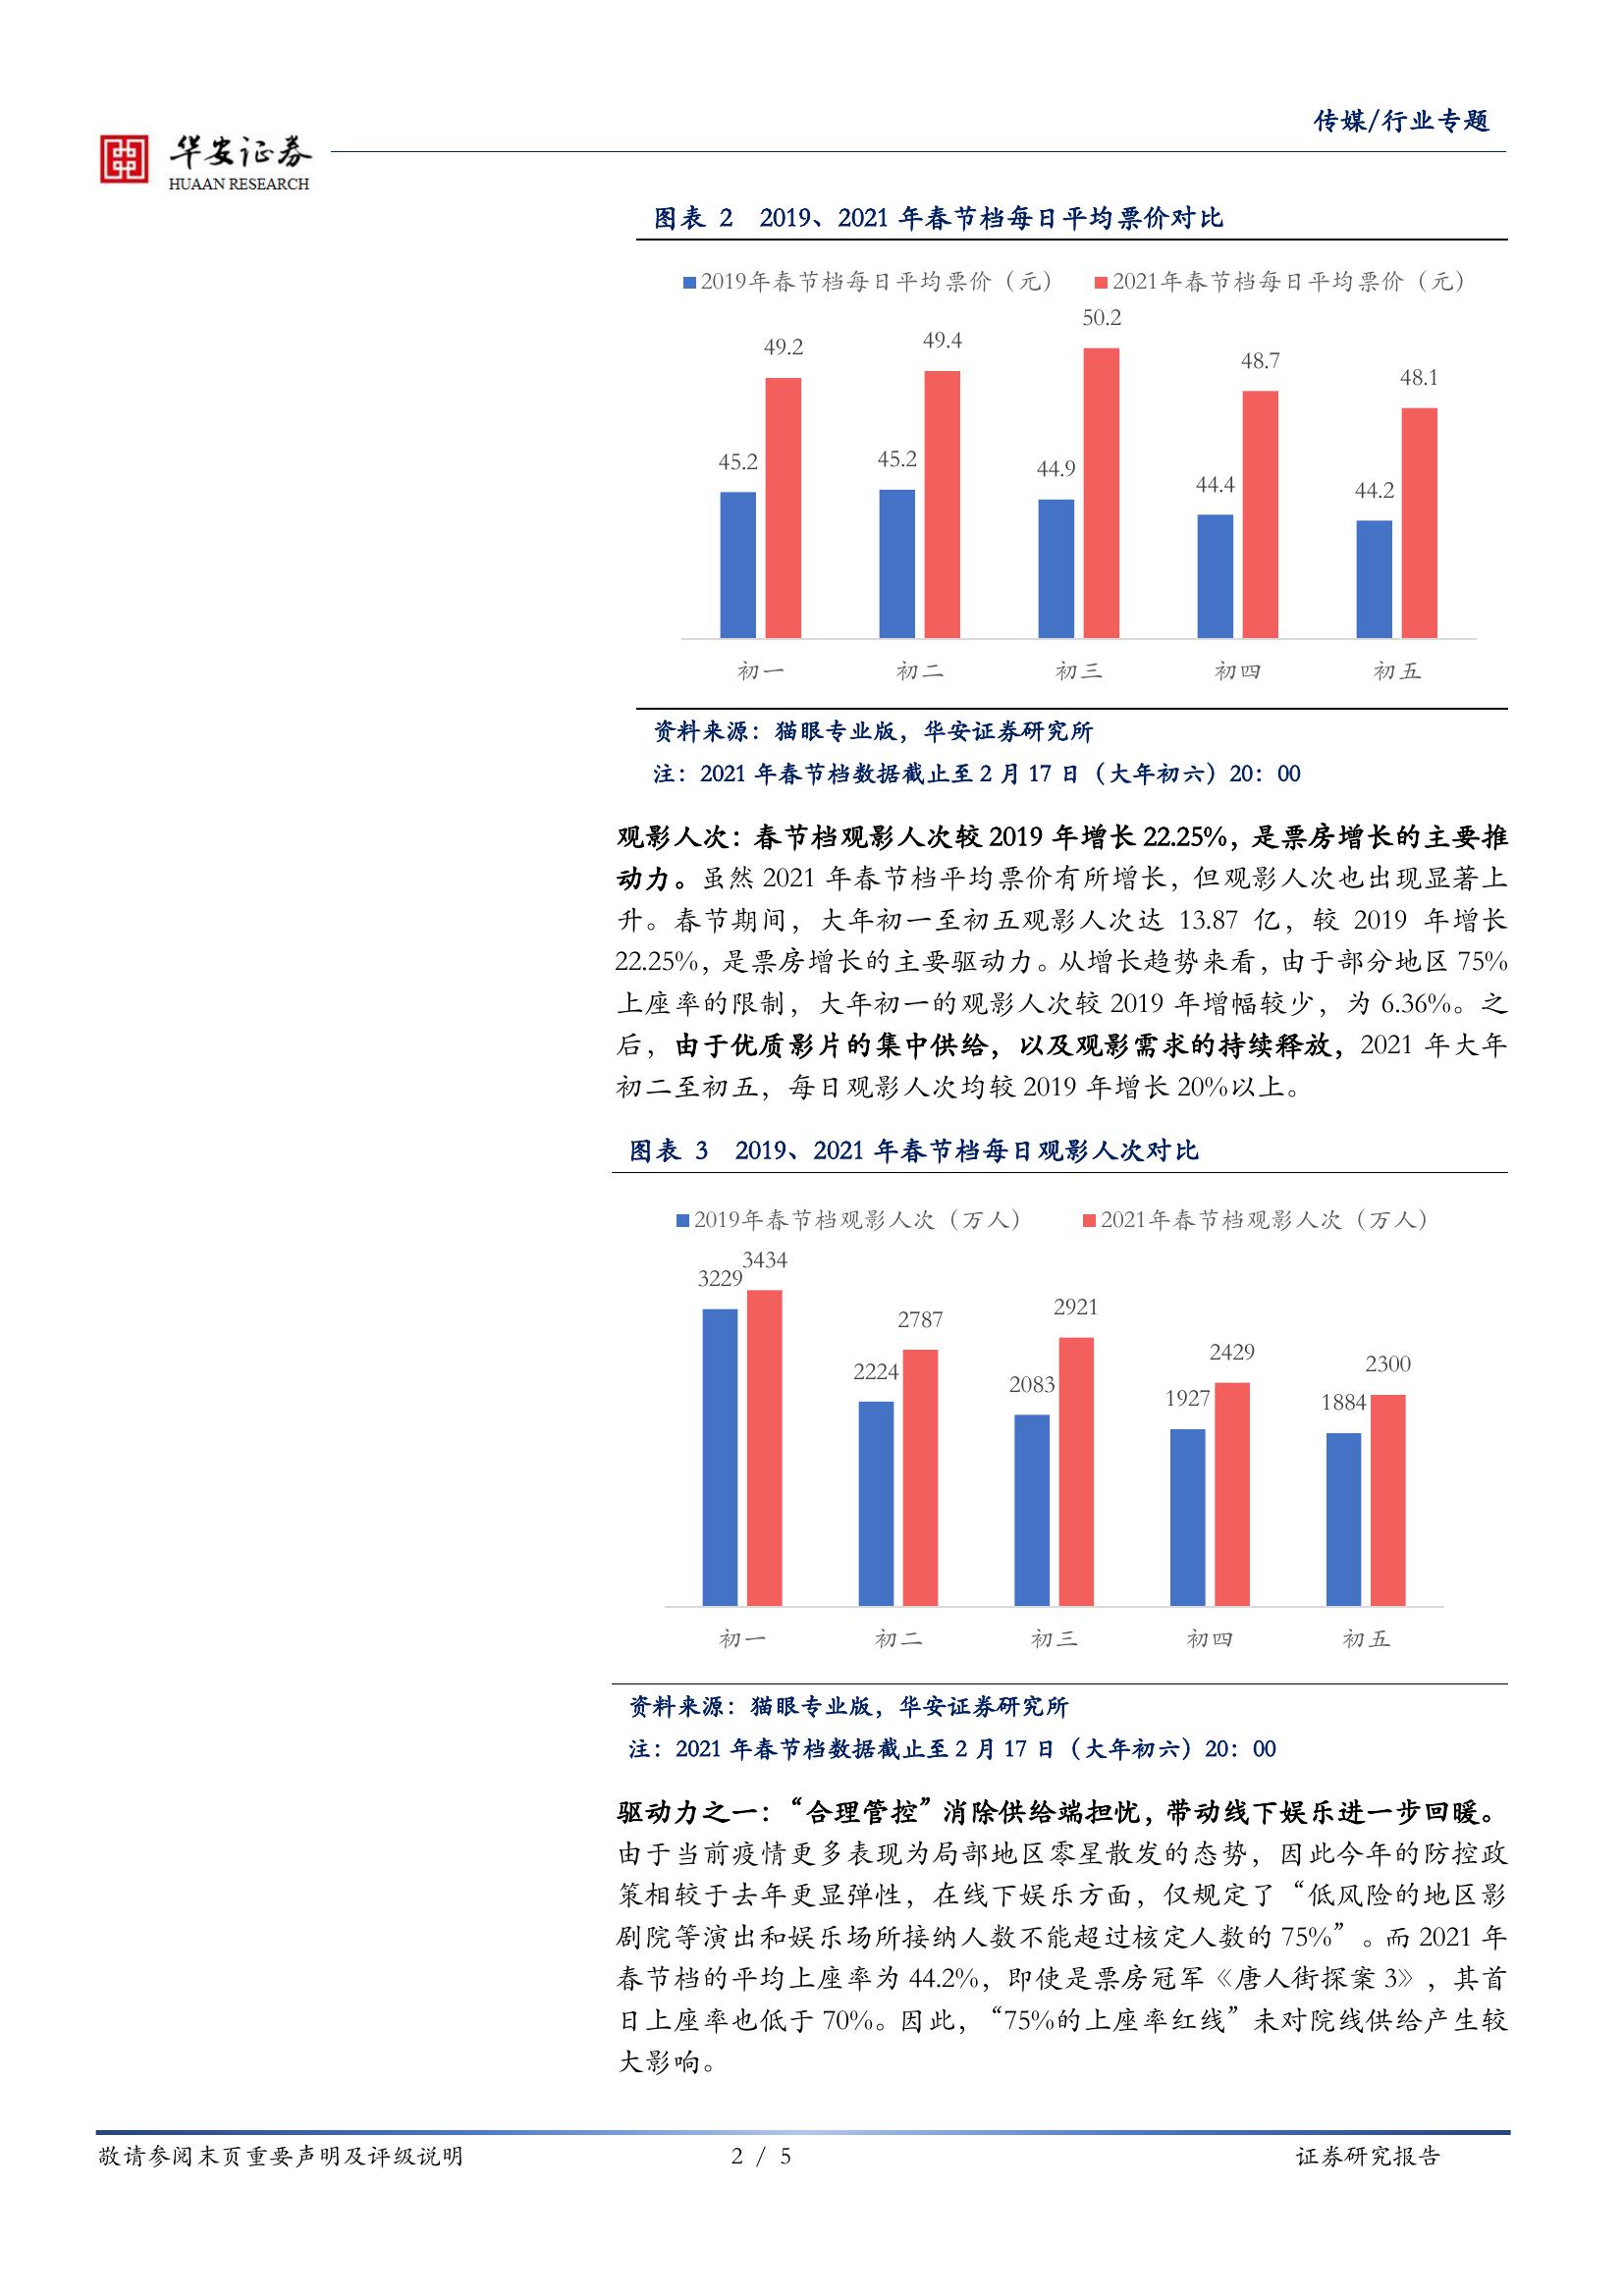 传媒/行业专题
华安证券
HUAAN RESEARCH
图表 2 2019、2021 年春节档每日平均票价对比
2019年春节档每日平均票价（元） 2021年春节档每日平均票价（元）
50.2
49.2 49.4
48.7
48.1
45.2 45.2 44.9
44.4 44.2
初一 初二 初三 初四 初五
资料来源：猫眼专业版，华安证券研究所
注：2021 年春节档数据截止至 2 月 17 日（大年初六）20：00
观影人次：春节档观影人次较 2019 年增长 22.25%，是票房增长的主要推
动力。虽然 2021 年春节档平均票价有所增长，但观影人次也出现显著上
升。春节期间，大年初一至初五观影人次达 13.87 亿，较 2019 年增长
22.25%，是票房增长的主要驱动力。从增长趋势来看，由于部分地区 75%
上座率的限制，大年初一的观影人次较 2019 年增幅较少，为 6.36%。之
后，由于优质影片的集中供给，以及观影需求的持续释放，2021 年大年
初二至初五，每日观影人次均较 2019 年增长 20%以上。
图表 3 2019、2021 年春节档每日观影人次对比
2019年春节档观影人次（万人） 2021年春节档观影人次（万人）
3434
3229
2921
2787
2429
2300
2224
2083
1927 1884
初一 初二 初三 初四 初五
资料来源：猫眼专业版，华安证券研究所
注：2021 年春节档数据截止至 2 月 17 日（大年初六）20：00
驱动力之一：“合理管控”消除供给端担忧，带动线下娱乐进一步回暖。
由于当前疫情更多表现为局部地区零星散发的态势，因此今年的防控政
策相较于去年更显弹性，在线下娱乐方面，仅规定了“低风险的地区影
剧院等演出和娱乐场所接纳人数不能超过核定人数的 75%”。而 2021 年
春节档的平均上座率为 44.2%，即使是票房冠军《唐人街探案 3》，其首
日上座率也低于 70%。因此，“75%的上座率红线”未对院线供给产生较
大影响。
敬请参阅末页重要声明及评级说明 2 / 5 证券研究报告